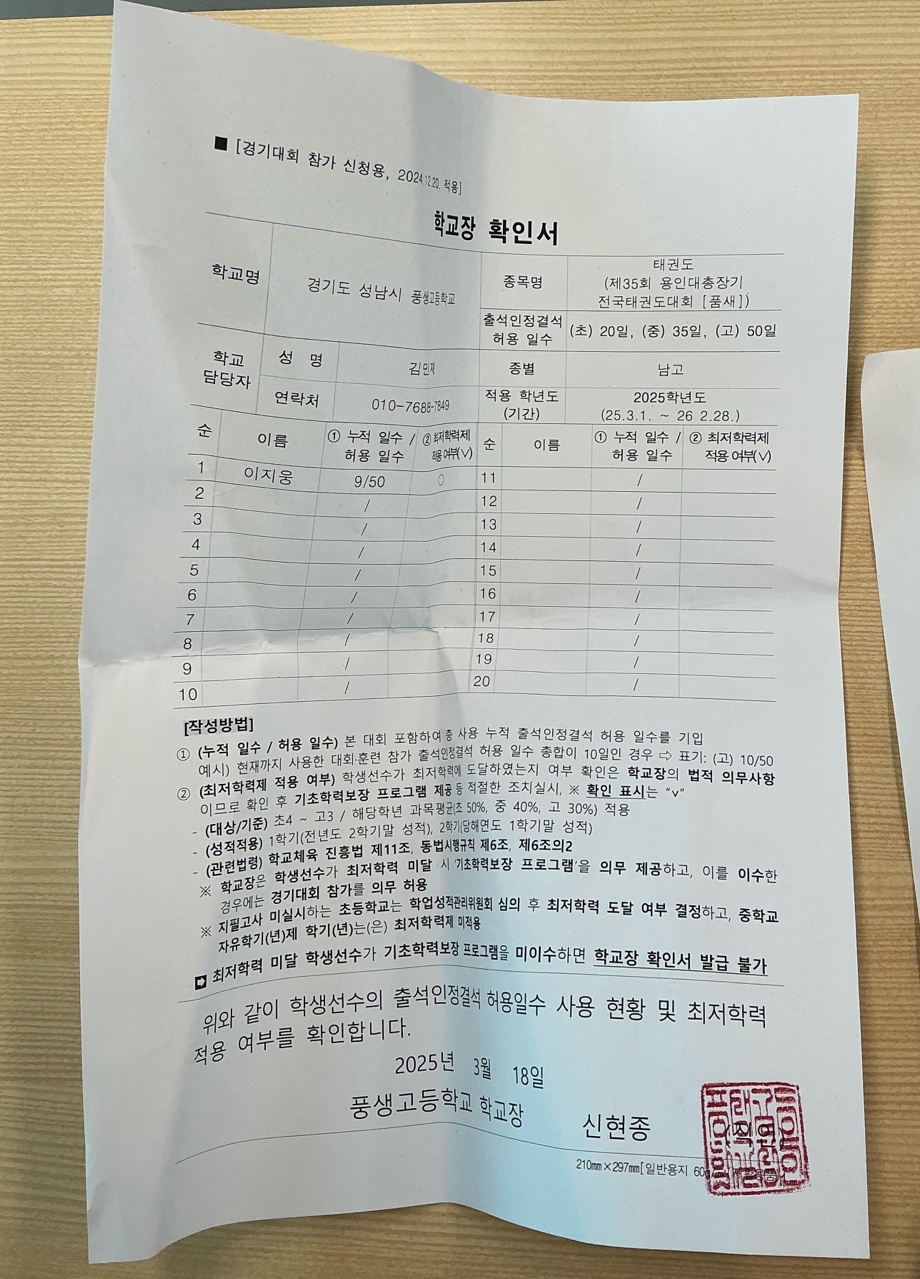 ■ [경기대회 참가 신청용, 2024.12.20. 적용]
학교장 확인서
학교명 경기도 성남시 풍생고등학교 종목명 태권도 (제35회 용인대총장기 전국태권도대회 [품새])
출석인정결석 허용 일수 (초) 20일, (중) 35일, (고) 50일
학교 담당자 성 명 김민재 종별 남고
연락처 010-7688-7849 적용 학년도 (기간) 2025학년도 (25.3.1. ~ 26 2.28.)
순 이름 ① 누적 일수 / 허용 일수 ② 최저학력제 적용 여부(∨) 순 이름 ① 누적 일수 / 허용 일수 ② 최저학력제 적용 여부(∨)
1 이지웅 9/50 0 11 /
2 / 12 /
3 / 13 /
4 / 14 /
5 / 15 /
6 / 16 /
7 / 17 /
8 / 18 /
9 / 19 /
10 / 20 /
[작성방법]
① (누적 일수 / 허용 일수) 본 대회 포함하여 총 사용 누적 출석인정결석 허용 일수를 기입
예시) 현재까지 사용한 대회·훈련 참가 출석인정결석 허용 일수 총합이 10일인 경우 ⇨ 표기: (고) 10/50
② (최저학력제 적용 여부) 학생선수가 최저학력에 도달하였는지 여부 확인은 학교장의 법적 의무사항
이므로 확인 후 기초학력보장 프로그램 제공 등 적절한 조치실시, ※ 확인 표시는 “∨”
- (대상/기준) 초4 ~ 고3 / 해당학년 과목평균(초 50%, 중 40%, 고 30%) 적용
- (성적적용) 1학기(전년도 2학기말 성적), 2학기(당해연도 1학기말 성적)
- (관련법령) 학교체육 진흥법 제11조, 동법시행규칙 제6조, 제6조의2
※ 학교장은 학생선수가 최저학력 미달 시 '기초학력보장 프로그램'을 의무 제공하고, 이를 이수한
경우에는 경기대회 참가를 의무 허용
※ 지필고사 미실시하는 초등학교는 학업성적관리위원회 심의 후 최저학력 도달 여부 결정하고, 중학교
자유학기(년)제 학기(년)는(은) 최저학력제 미적용
➡ 최저학력 미달 학생선수가 기초학력보장 프로그램을 미이수하면 학교장 확인서 발급 불가
위와 같이 학생선수의 출석인정결석 허용일수 사용 현황 및 최저학력
적용 여부를 확인합니다.
2025년 3월 18일
풍생고등학교 학교장 신현종
210㎜×297㎜[일반용지 60g